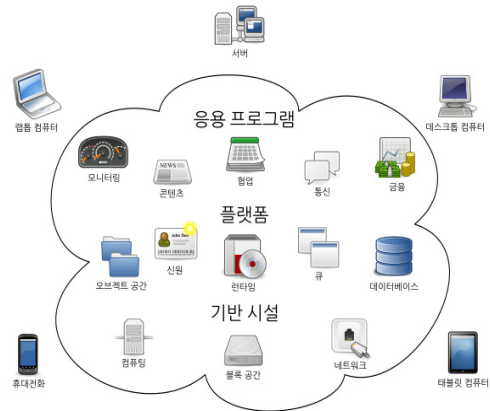 서버
랩톱 컴퓨터
데스크톱 컴퓨터
응용 프로그램
모니터링
NEWS
콘텐츠
협업
통신
금융
플랫폼
John Doe
오브젝트 공간
신원
런타임
큐
데이터베이스
기반 시설
컴퓨팅
블록 공간
네트워크
휴대전화
태블릿 컴퓨터